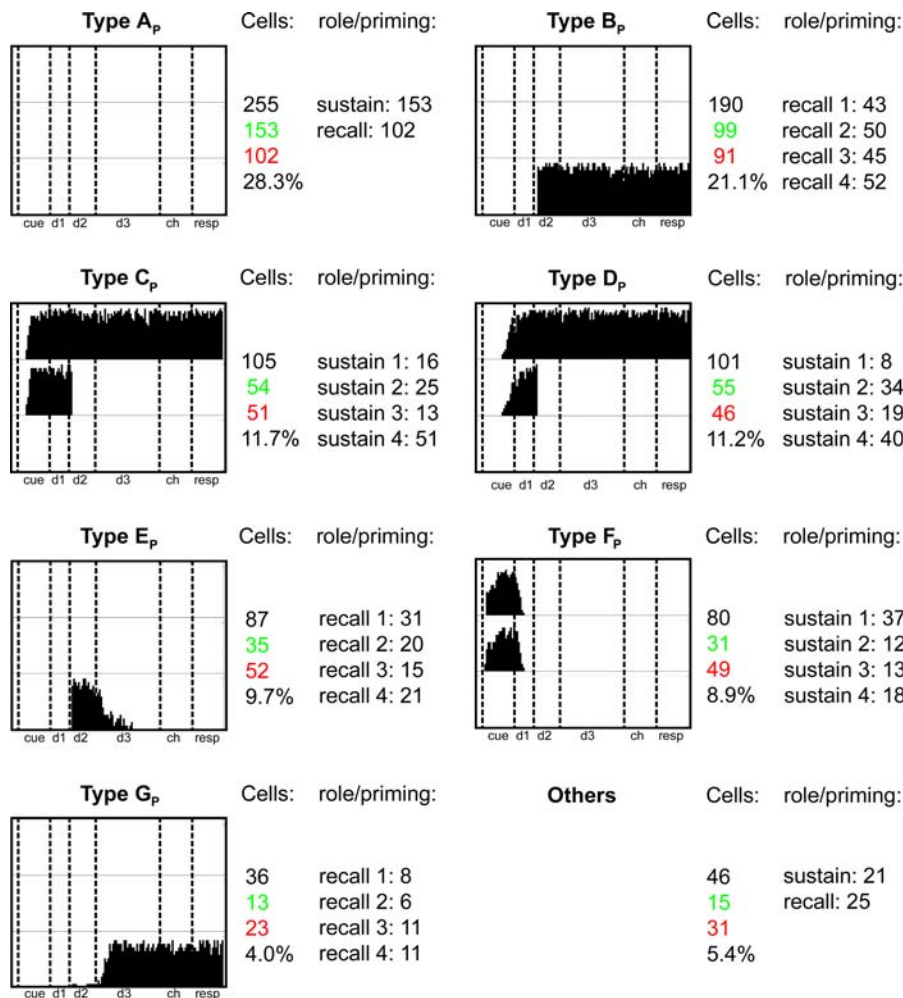 Type AP Cells: role/priming:
255 sustain: 153
153 recall: 102
102
28.3%
cue d1 d2 d3 ch resp
Type BP Cells: role/priming:
190 recall 1: 43
99 recall 2: 50
91 recall 3: 45
21.1% recall 4: 52
cue d1 d2 d3 ch resp
Type CP Cells: role/priming:
105 sustain 1: 16
54 sustain 2: 25
51 sustain 3: 13
11.7% sustain 4: 51
cue d1 d2 d3 ch resp
Type DP Cells: role/priming:
101 sustain 1: 8
55 sustain 2: 34
46 sustain 3: 19
11.2% sustain 4: 40
cue d1 d2 d3 ch resp
Type EP Cells: role/priming:
87 recall 1: 31
35 recall 2: 20
52 recall 3: 15
9.7% recall 4: 21
cue d1 d2 d3 ch resp
Type FP Cells: role/priming:
80 sustain 1: 37
31 sustain 2: 12
49 sustain 3: 13
8.9% sustain 4: 18
cue d1 d2 d3 ch resp
Type GP Cells: role/priming:
36 recall 1: 8
13 recall 2: 6
23 recall 3: 11
4.0% recall 4: 11
cue d1 d2 d3 ch resp
Others Cells: role/priming:
46 sustain: 21
15 recall: 25
31
5.4%